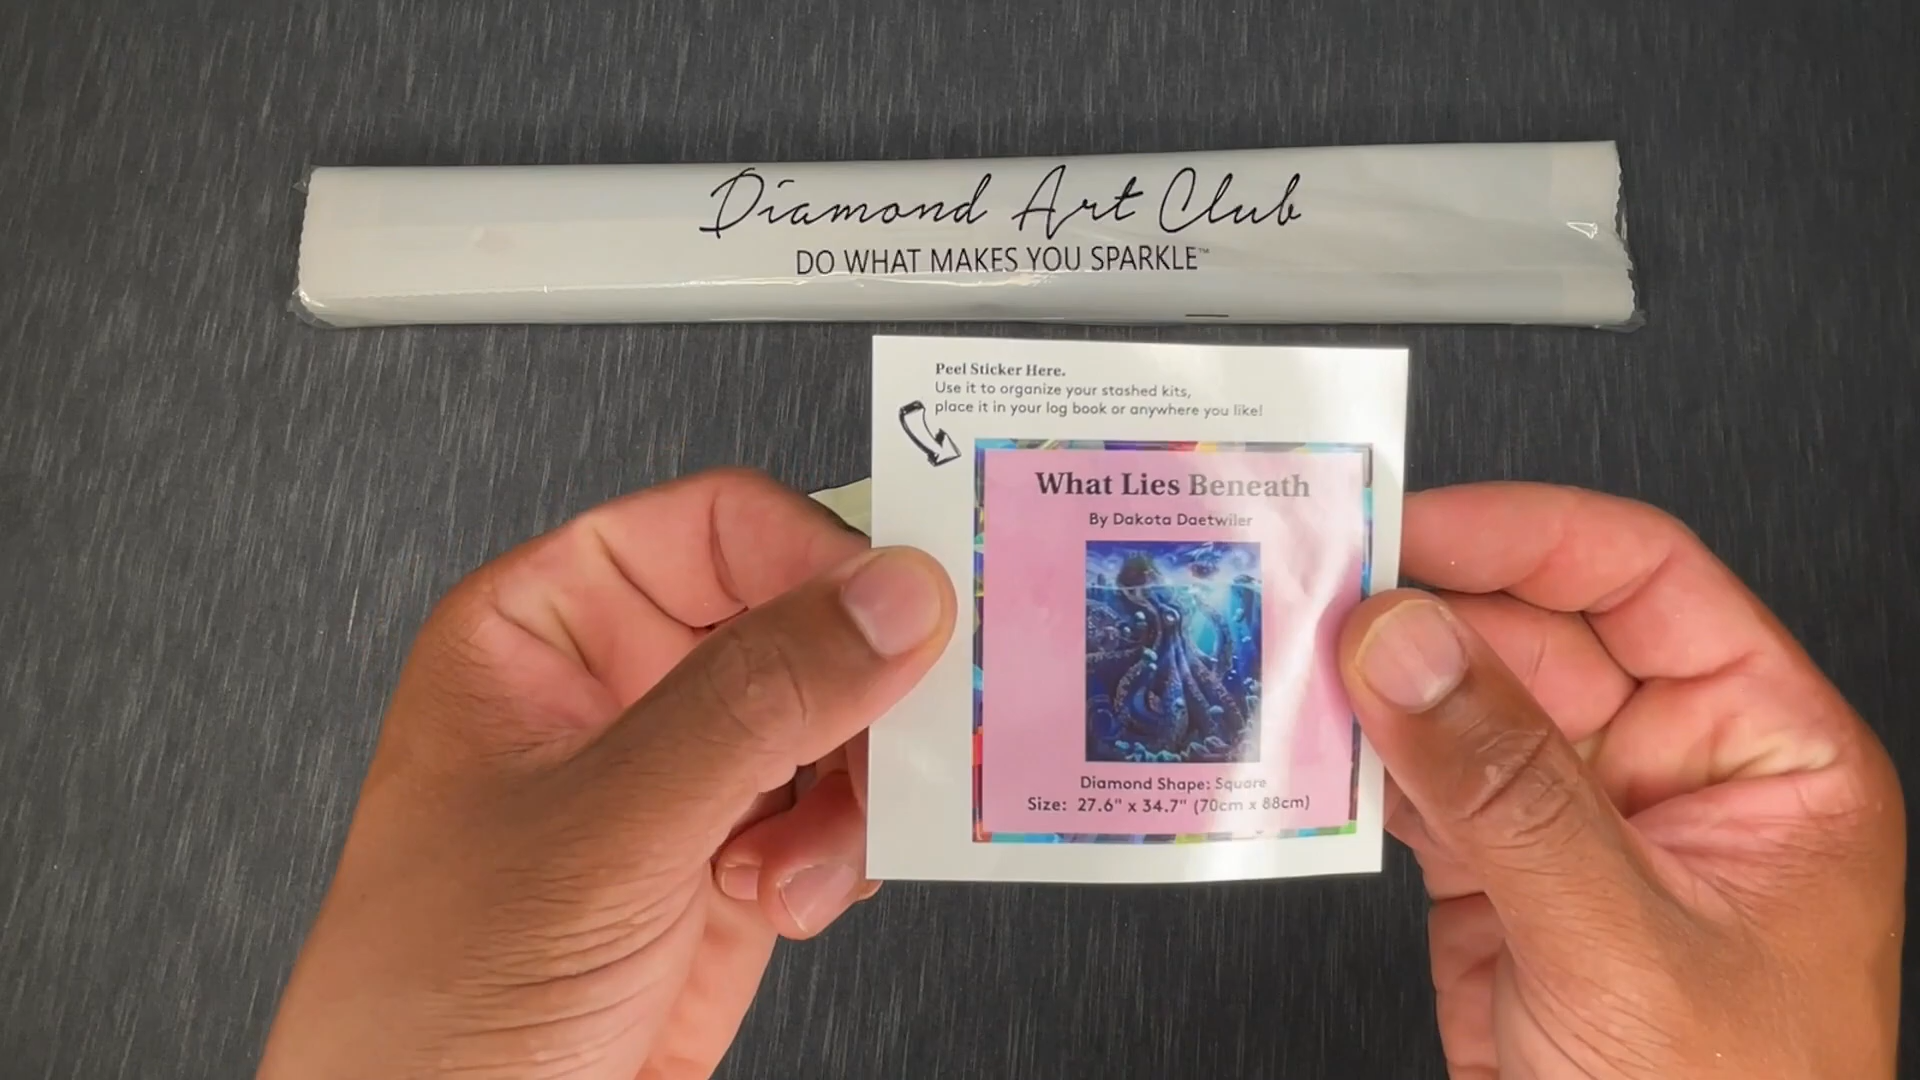 Diamond Art Club
DO WHAT MAKES YOU SPARKLE™
Peel Sticker Here.
Use it to organize your stashed kits,
place it in your log book or anywhere you like!
What Lies Beneath
By Dakota Daetwiler
Diamond Shape: Square
Size: 27.6" x 34.7" (70cm x 88cm)